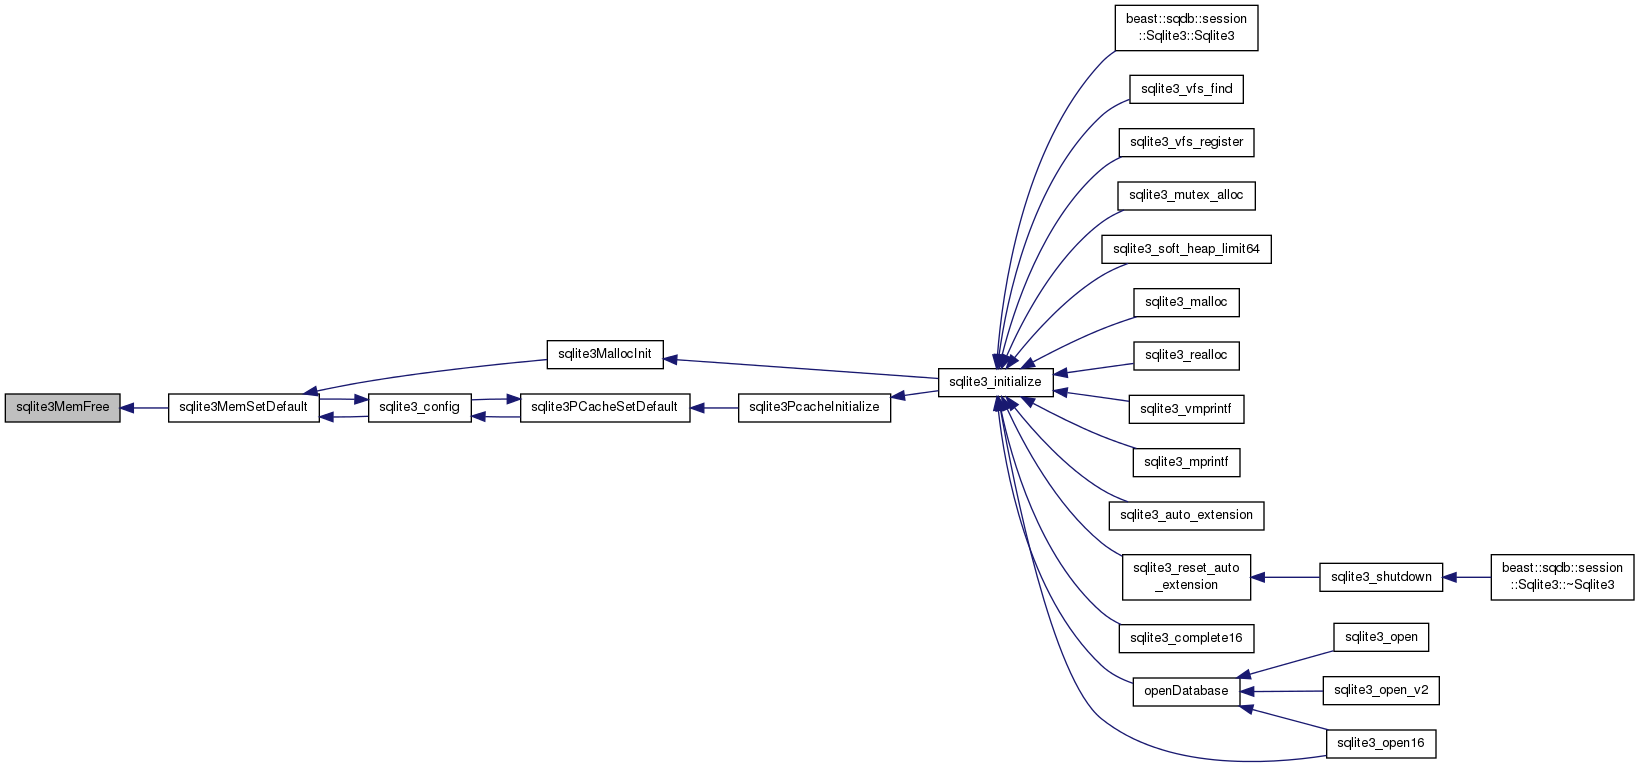 beast::sqdb::session
::Sqlite3::Sqlite3
sqlite3_vfs_find
sqlite3_vfs_register
sqlite3_mutex_alloc
sqlite3_soft_heap_limit64
sqlite3_malloc
sqlite3MallocInit
sqlite3_realloc
sqlite3_initialize
sqlite3MemFree
sqlite3MemSetDefault
sqlite3_config
sqlite3PCacheSetDefault
sqlite3PcacheInitialize
sqlite3_vmprintf
sqlite3_mprintf
sqlite3_auto_extension
sqlite3_reset_auto
_extension
sqlite3_shutdown
beast::sqdb::session
::Sqlite3::~Sqlite3
sqlite3_complete16
sqlite3_open
openDatabase
sqlite3_open_v2
sqlite3_open16